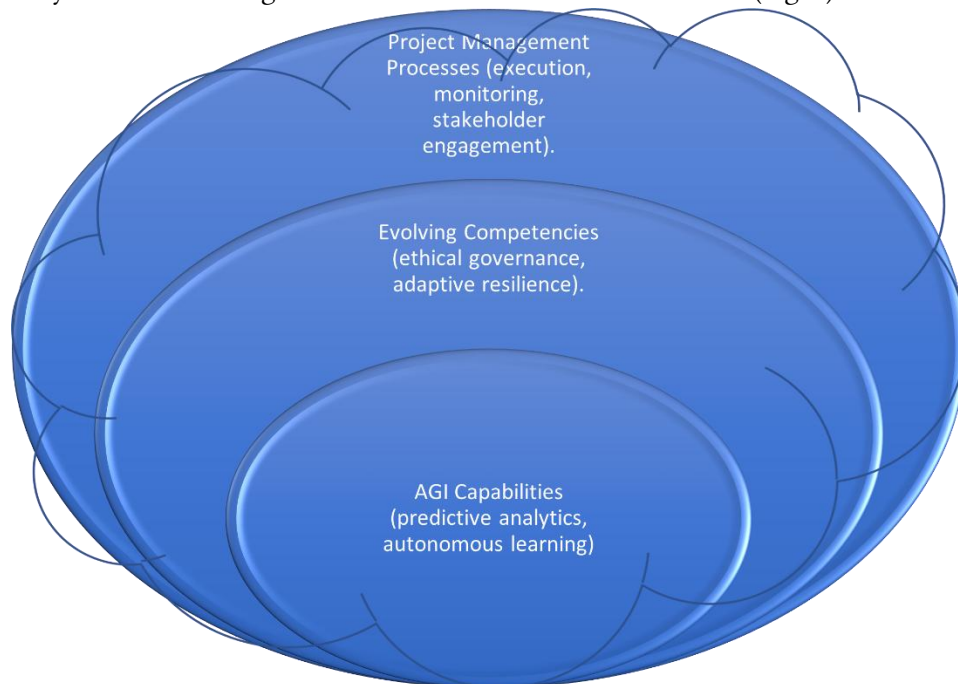 Project Management
Processes (execution,
monitoring,
stakeholder
engagement).
Evolving Competencies
(ethical governance,
adaptive resilience).
AGI Capabilities
(predictive analytics,
autonomous learning)